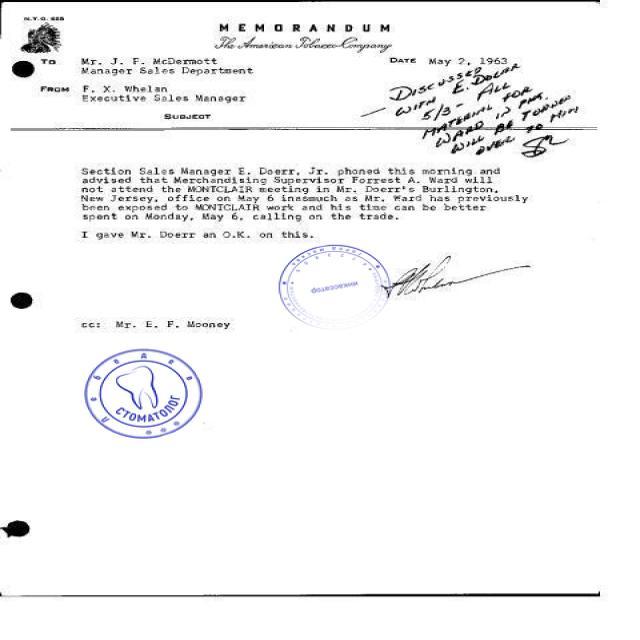 N.Y.O. 625
MEMORANDUM
The American Tobacco Company
TO Mr. J. F. McDermott
Manager Sales Department
DATE May 2, 1963
FROM F. X. Whelan
Executive Sales Manager
SUBJECT
DISCUSSED
— WITH E. DOERR
5/3 - ALL
MATERIAL FOR
WARD IN
WILL BE TURNED
OVER TO HIM
Section Sales Manager E. Doerr, Jr. phoned this morning and
advised that Merchandising Supervisor Forrest A. Ward will
not attend the MONTCLAIR meeting in Mr. Doerr's Burlington,
New Jersey, office on May 6 inasmuch as Mr. Ward has previously
been exposed to MONTCLAIR work and his time can be better
spent on Monday, May 6, calling on the trade.
I gave Mr. Doerr an O.K. on this.
инкассатор
cc: Mr. E. F. Mooney
СТОМАТОЛОГ